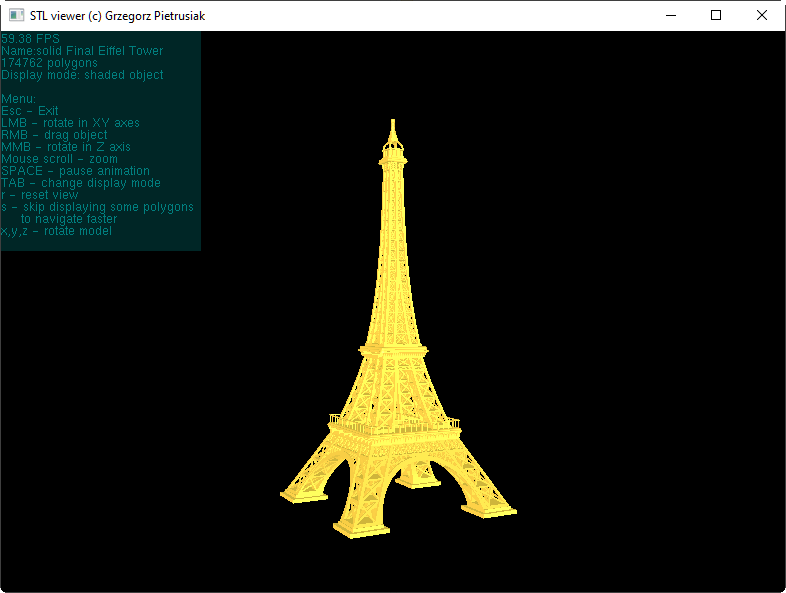 STL viewer (c) Grzegorz Pietrusiak
59.38 FPS
Name:solid Final Eiffel Tower
174762 polygons
Display mode: shaded object
Menu:
Esc - Exit
LMB - rotate in XY axes
RMB - drag object
MMB - rotate in Z axis
Mouse scroll - zoom
SPACE - pause animation
TAB - change display mode
r - reset view
s - skip displaying some polygons
to navigate faster
x,y,z - rotate model